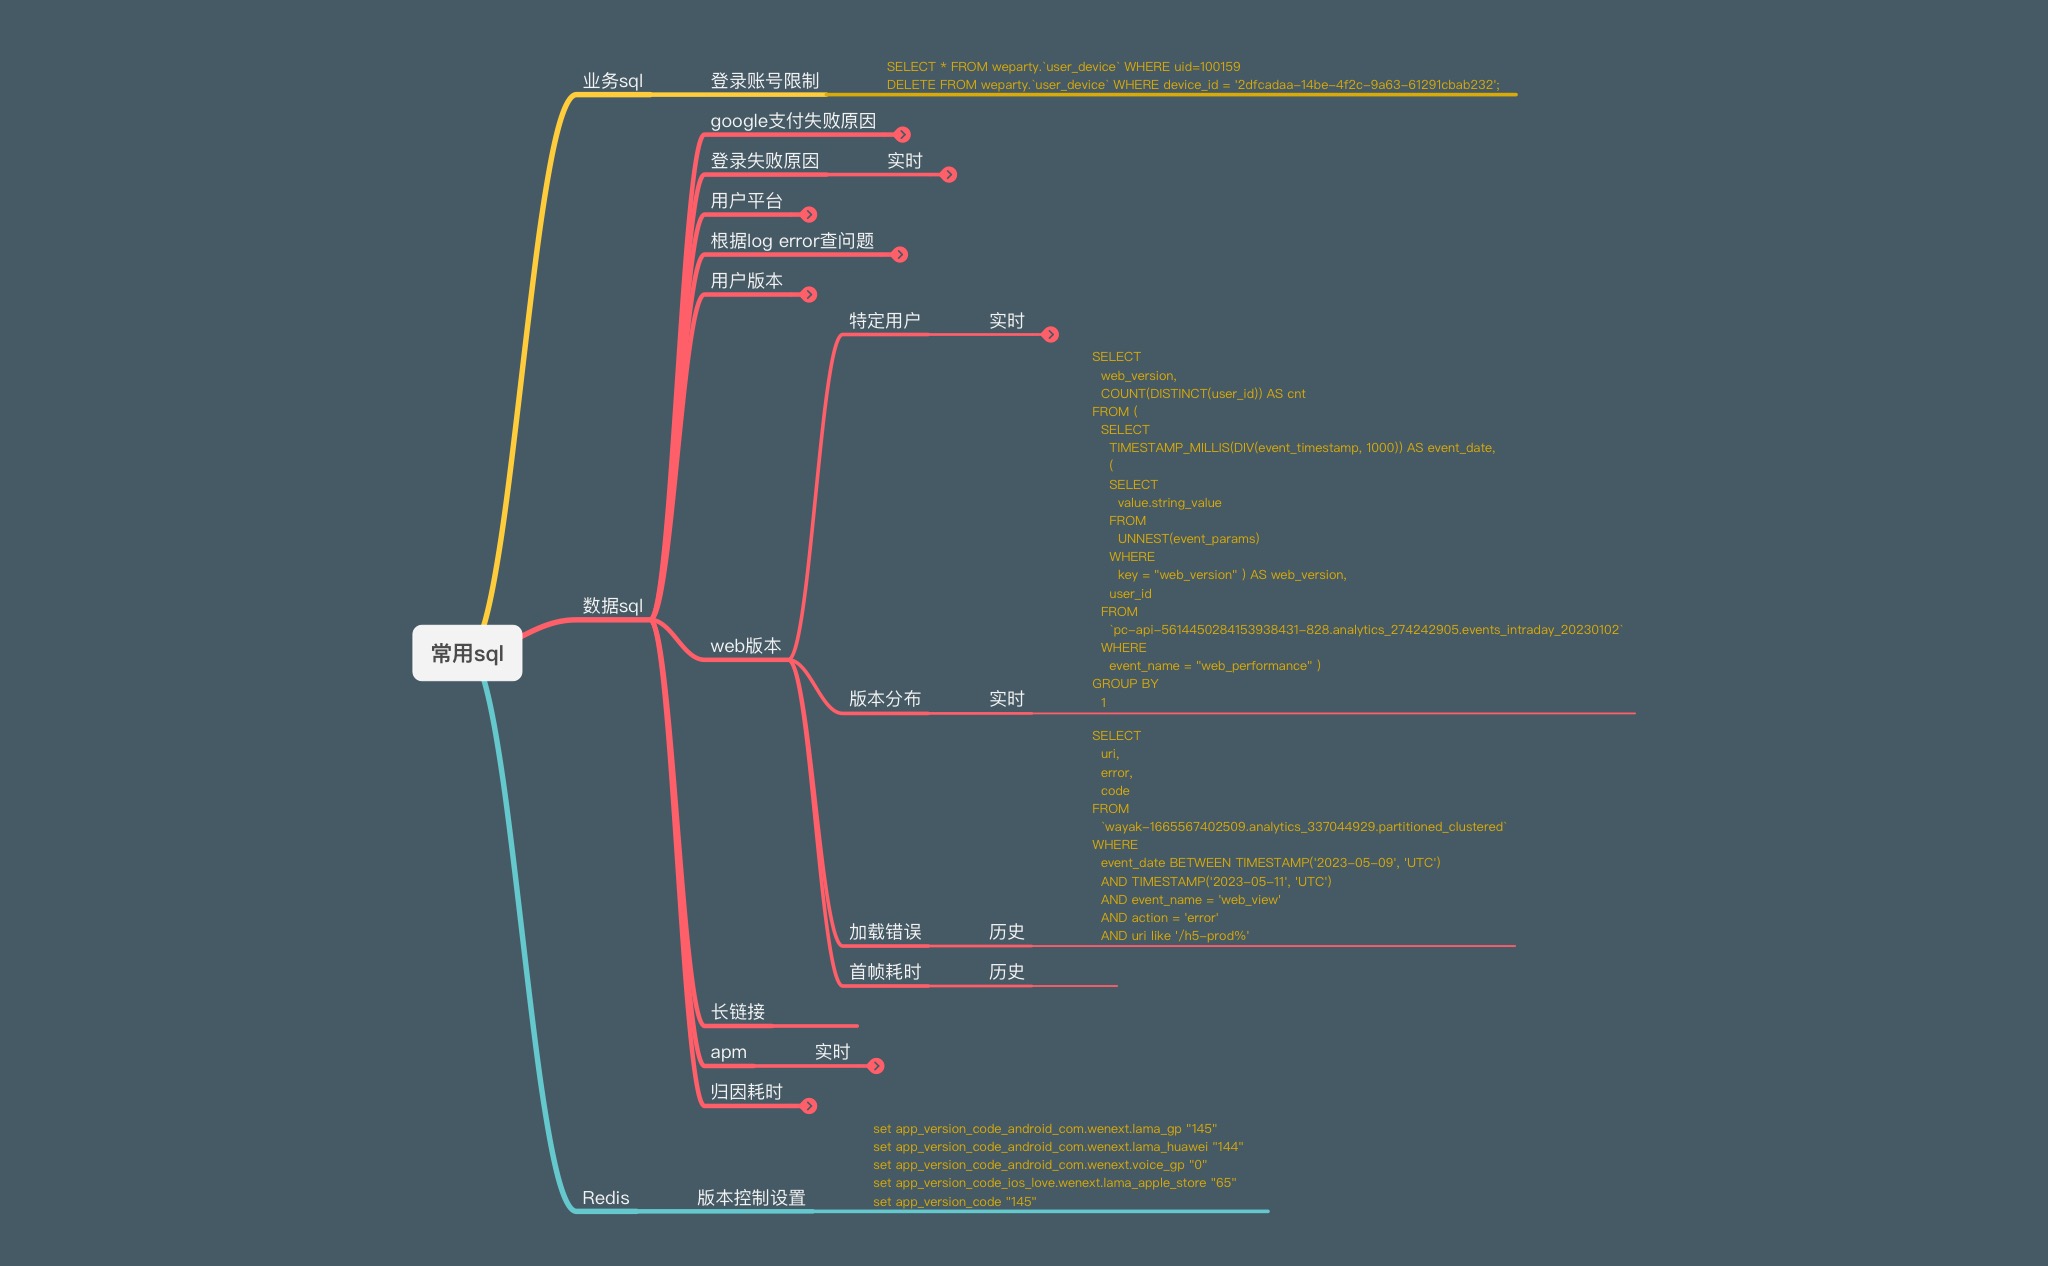 常用sql
业务sql
登录账号限制
SELECT * FROM weparty.`user_device` WHERE uid=100159
DELETE FROM weparty.`user_device` WHERE device_id = '2dfcadaa-14be-4f2c-9a63-61291cbab232';
数据sql
google支付失败原因
登录失败原因
实时
用户平台
根据log error查问题
用户版本
web版本
特定用户
实时
版本分布
实时
SELECT
web_version,
COUNT(DISTINCT(user_id)) AS cnt
FROM (
SELECT
TIMESTAMP_MILLIS(DIV(event_timestamp, 1000)) AS event_date,
(
SELECT
value.string_value
FROM
UNNEST(event_params)
WHERE
key = "web_version" ) AS web_version,
user_id
FROM
`pc-api-5614450284153938431-828.analytics_274242905.events_intraday_20230102`
WHERE
event_name = "web_performance" )
GROUP BY
1
加载错误
历史
SELECT
uri,
error,
code
FROM
`wayak-1665567402509.analytics_337044929.partitioned_clustered`
WHERE
event_date BETWEEN TIMESTAMP('2023-05-09', 'UTC')
AND TIMESTAMP('2023-05-11', 'UTC')
AND event_name = 'web_view'
AND action = 'error'
AND uri like '/h5-prod%'
首帧耗时
历史
长链接
apm
实时
归因耗时
Redis
版本控制设置
set app_version_code_android_com.wenext.lama_gp "145"
set app_version_code_android_com.wenext.lama_huawei "144"
set app_version_code_android_com.wenext.voice_gp "0"
set app_version_code_ios_love.wenext.lama_apple_store "65"
set app_version_code "145"